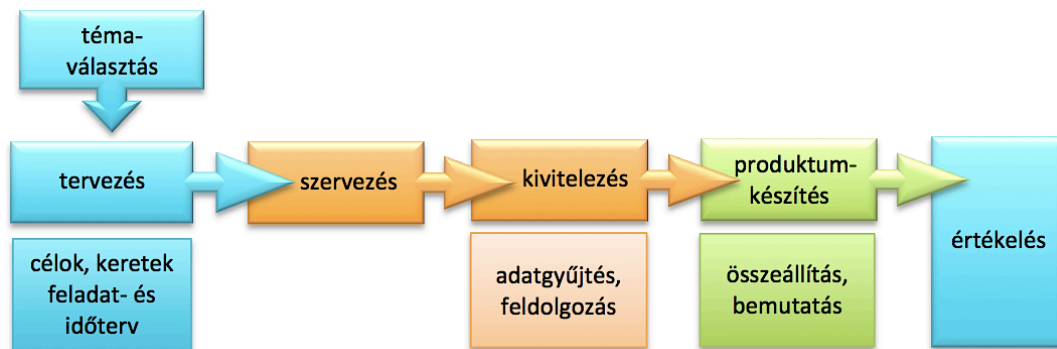 téma-
választás
tervezés
szervezés
kivitelezés
produktum-
készítés
értékelés
célok, keretek
feladat- és
időterv
adatgyűjtés,
feldolgozás
összeállítás,
bemutatás